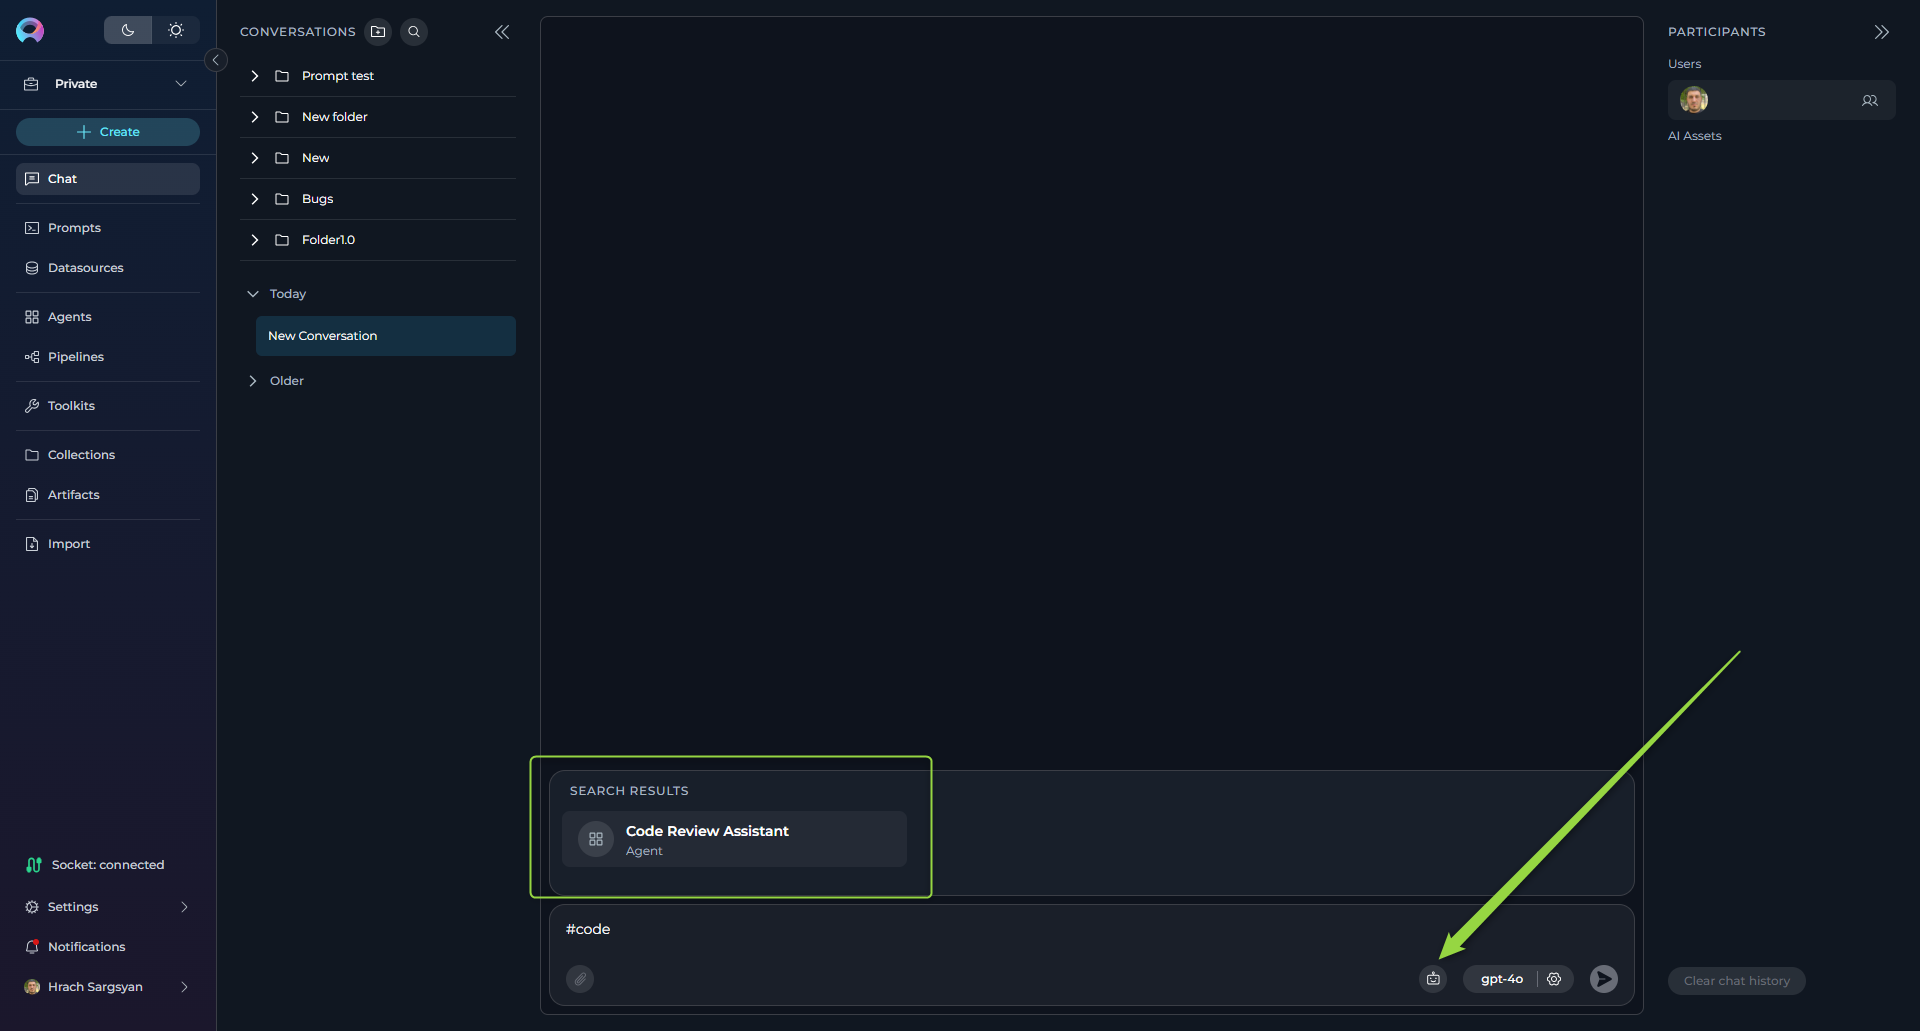 Private
Create
Chat
Prompts
Datasources
Agents
Pipelines
Toolkits
Collections
Artifacts
Import
Socket: connected
Settings
Notifications
Hrach Sargsyan
CONVERSATIONS
Prompt test
New folder
New
Bugs
Folder1.0
Today
New Conversation
Older
SEARCH RESULTS
Code Review Assistant
Agent
#code
gpt-4o
PARTICIPANTS
Users
AI Assets
Clear chat history